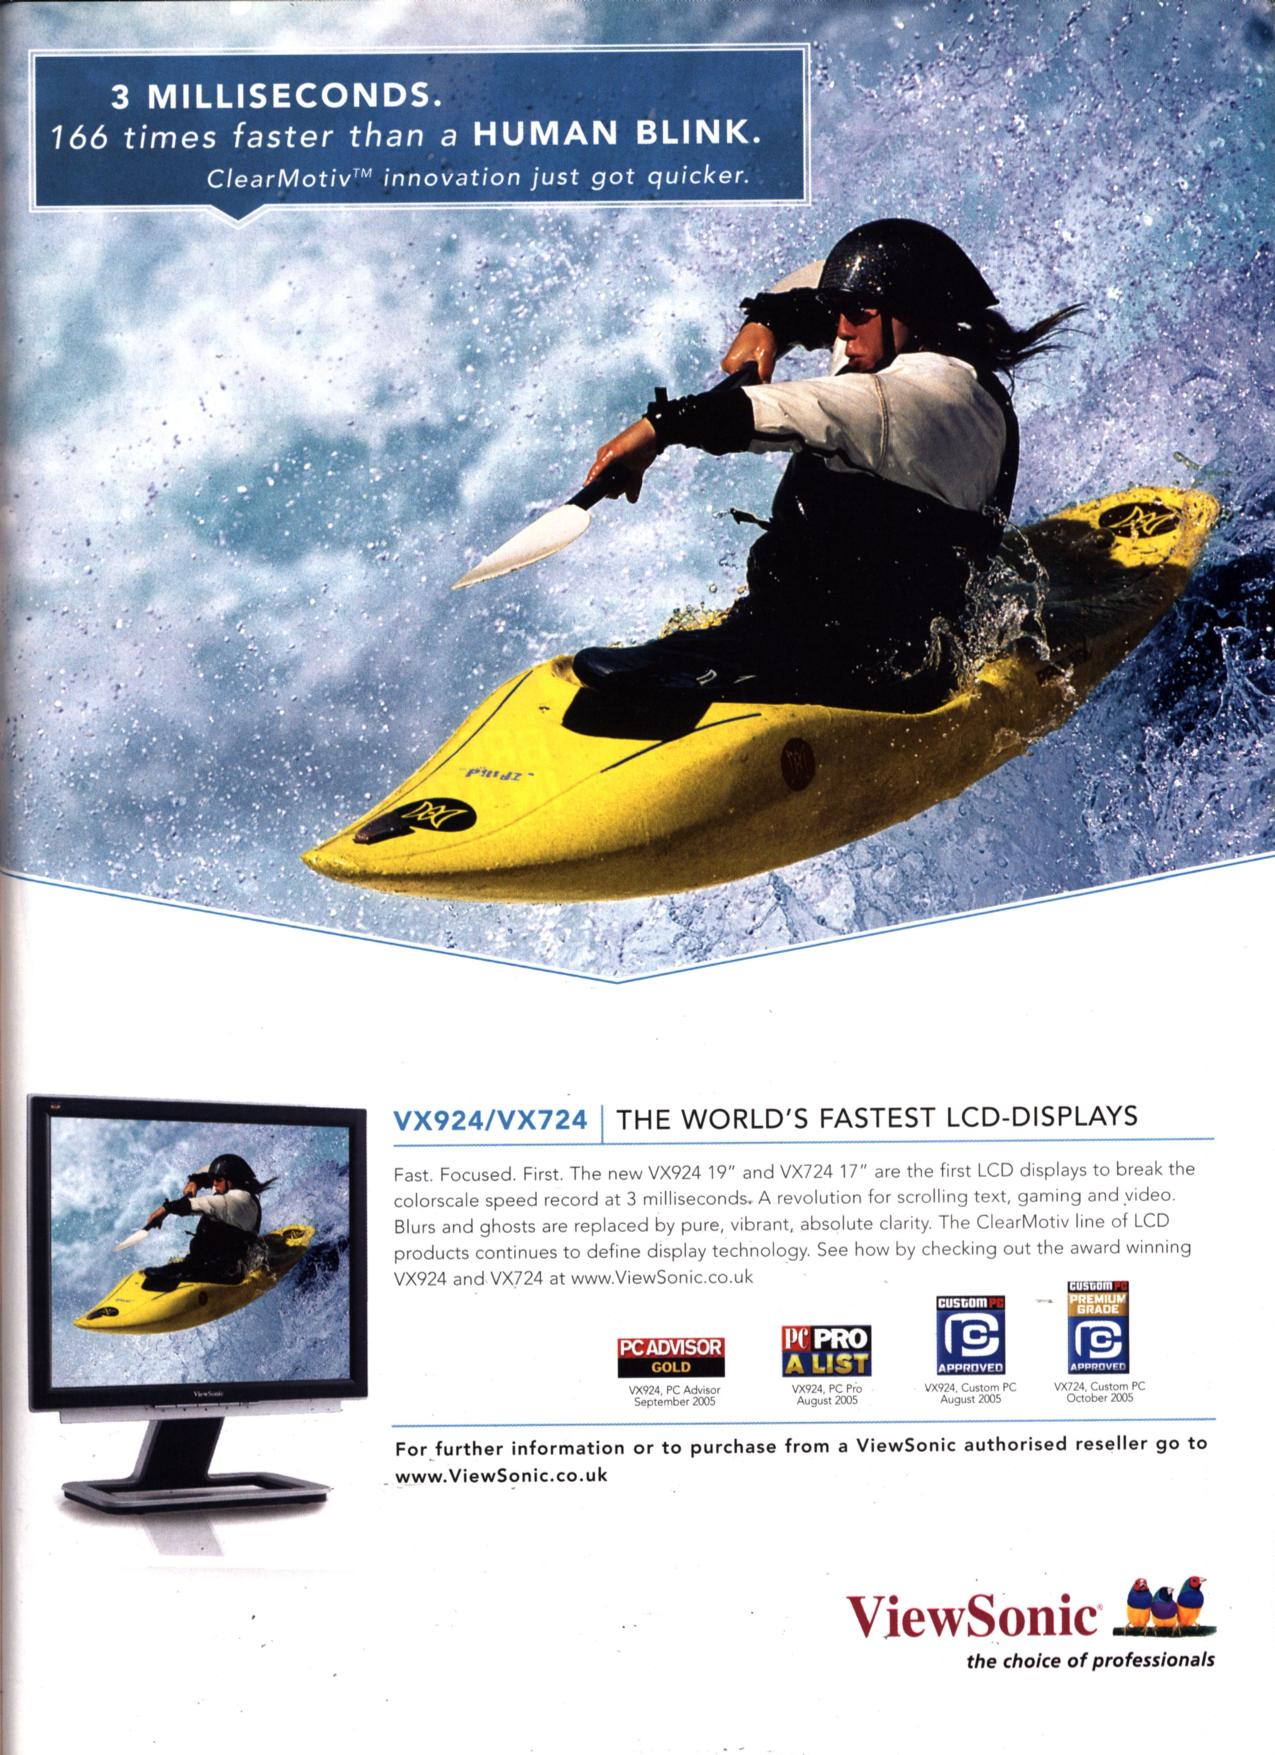 3 MILLISECONDS.
166 times faster than a HUMAN BLINK.
ClearMotiv™ innovation just got quicker.
VX924/VX724 | THE WORLD'S FASTEST LCD-DISPLAYS
Fast. Focused. First. The new VX924 19" and VX724 17" are the first LCD displays to break the
colorscale speed record at 3 milliseconds. A revolution for scrolling text, gaming and video.
Blurs and ghosts are replaced by pure, vibrant, absolute clarity. The ClearMotiv line of LCD
products continues to define display technology. See how by checking out the award winning
VX924 and VX724 at www.ViewSonic.co.uk
PC ADVISOR
GOLD
VX924, PC Advisor
September 2005
PC PRO
A LIST
VX924, PC Pro
August 2005
CUSTOM PC
APPROVED
VX924, Custom PC
August 2005
CUSTOM PC
PREMIUM
GRADE
APPROVED
VX724, Custom PC
October 2005
ViewSonic
For further information or to purchase from a ViewSonic authorised reseller go to
www.ViewSonic.co.uk
ViewSonic®
the choice of professionals